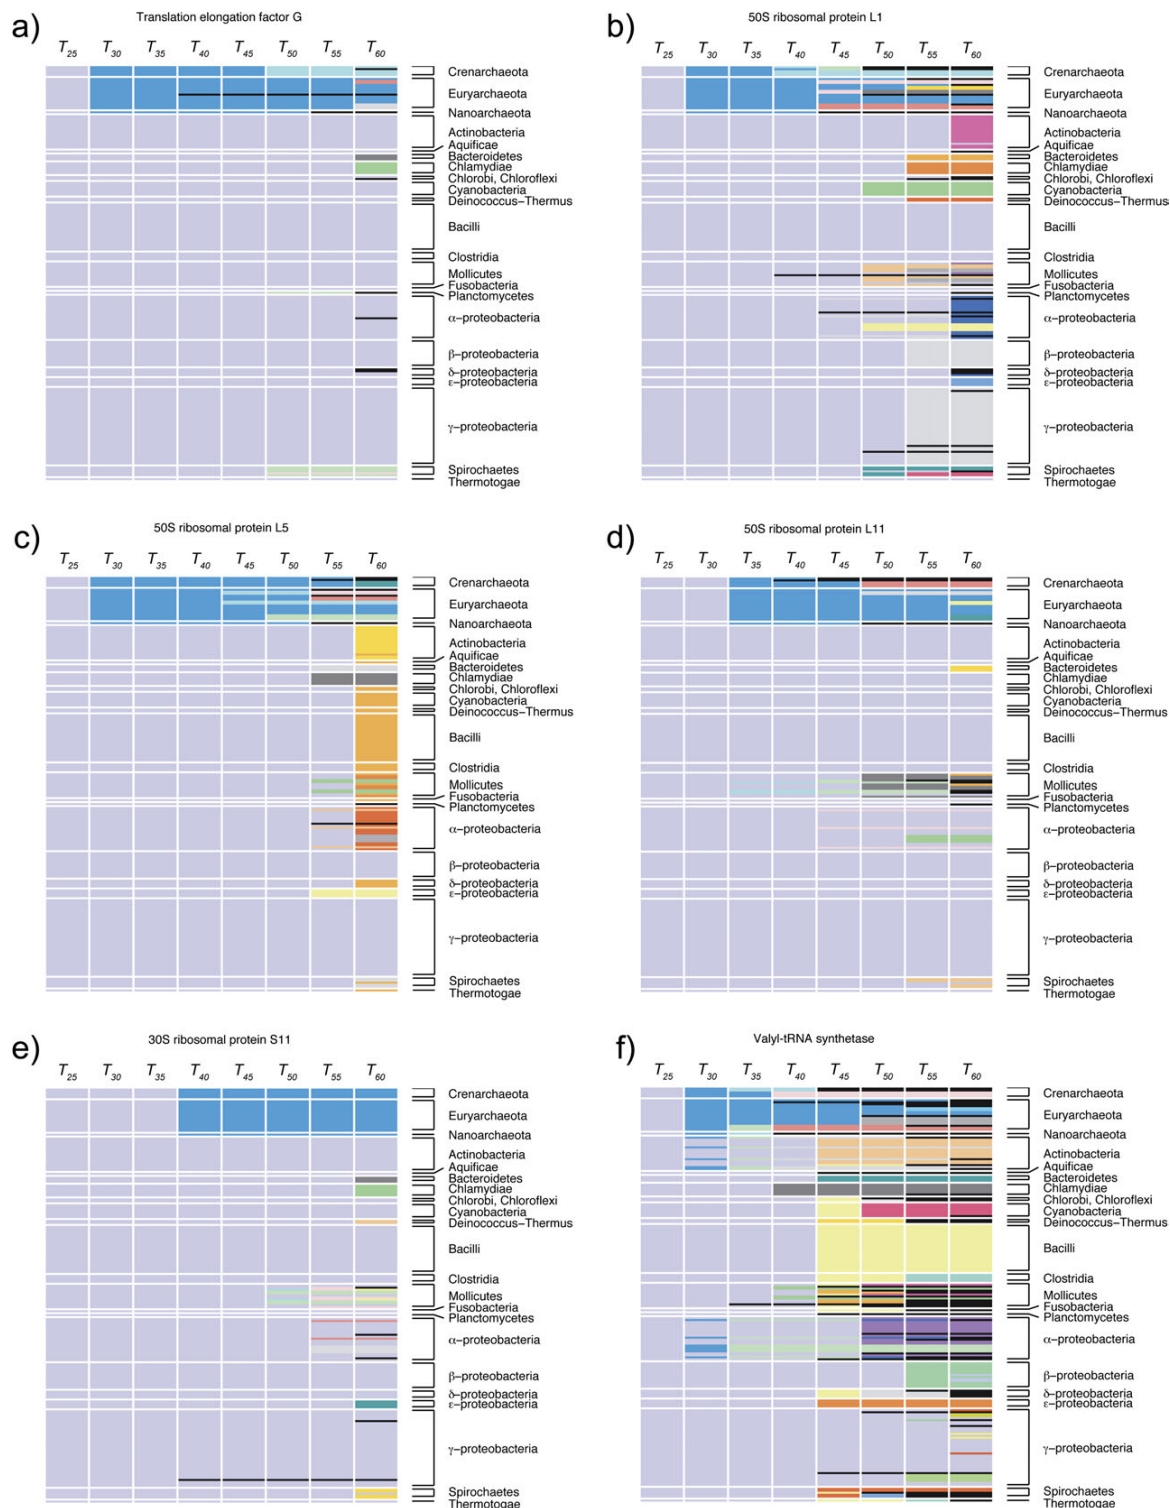 a) Translation elongation factor G
T25 T30 T35 T40 T45 T50 T55 T60
Crenarchaeota
Euryarchaeota
Nanoarchaeota
Actinobacteria
Aquificae
Bacteroidetes
Chlamydiae
Chlorobi, Chloroflexi
Cyanobacteria
Deinococcus−Thermus
Bacilli
Clostridia
Mollicutes
Fusobacteria
Planctomycetes
α−proteobacteria
β−proteobacteria
δ−proteobacteria
ε−proteobacteria
γ−proteobacteria
Spirochaetes
Thermotogae
b) 50S ribosomal protein L1
T25 T30 T35 T40 T45 T50 T55 T60
Crenarchaeota
Euryarchaeota
Nanoarchaeota
Actinobacteria
Aquificae
Bacteroidetes
Chlamydiae
Chlorobi, Chloroflexi
Cyanobacteria
Deinococcus−Thermus
Bacilli
Clostridia
Mollicutes
Fusobacteria
Planctomycetes
α−proteobacteria
β−proteobacteria
δ−proteobacteria
ε−proteobacteria
γ−proteobacteria
Spirochaetes
Thermotogae
c) 50S ribosomal protein L5
T25 T30 T35 T40 T45 T50 T55 T60
Crenarchaeota
Euryarchaeota
Nanoarchaeota
Actinobacteria
Aquificae
Bacteroidetes
Chlamydiae
Chlorobi, Chloroflexi
Cyanobacteria
Deinococcus−Thermus
Bacilli
Clostridia
Mollicutes
Fusobacteria
Planctomycetes
α−proteobacteria
β−proteobacteria
δ−proteobacteria
ε−proteobacteria
γ−proteobacteria
Spirochaetes
Thermotogae
d) 50S ribosomal protein L11
T25 T30 T35 T40 T45 T50 T55 T60
Crenarchaeota
Euryarchaeota
Nanoarchaeota
Actinobacteria
Aquificae
Bacteroidetes
Chlamydiae
Chlorobi, Chloroflexi
Cyanobacteria
Deinococcus−Thermus
Bacilli
Clostridia
Mollicutes
Fusobacteria
Planctomycetes
α−proteobacteria
β−proteobacteria
δ−proteobacteria
ε−proteobacteria
γ−proteobacteria
Spirochaetes
Thermotogae
e) 30S ribosomal protein S11
T25 T30 T35 T40 T45 T50 T55 T60
Crenarchaeota
Euryarchaeota
Nanoarchaeota
Actinobacteria
Aquificae
Bacteroidetes
Chlamydiae
Chlorobi, Chloroflexi
Cyanobacteria
Deinococcus−Thermus
Bacilli
Clostridia
Mollicutes
Fusobacteria
Planctomycetes
α−proteobacteria
β−proteobacteria
δ−proteobacteria
ε−proteobacteria
γ−proteobacteria
Spirochaetes
Thermotogae
f) Valyl-tRNA synthetase
T25 T30 T35 T40 T45 T50 T55 T60
Crenarchaeota
Euryarchaeota
Nanoarchaeota
Actinobacteria
Aquificae
Bacteroidetes
Chlamydiae
Chlorobi, Chloroflexi
Cyanobacteria
Deinococcus−Thermus
Bacilli
Clostridia
Mollicutes
Fusobacteria
Planctomycetes
α−proteobacteria
β−proteobacteria
δ−proteobacteria
ε−proteobacteria
γ−proteobacteria
Spirochaetes
Thermotogae